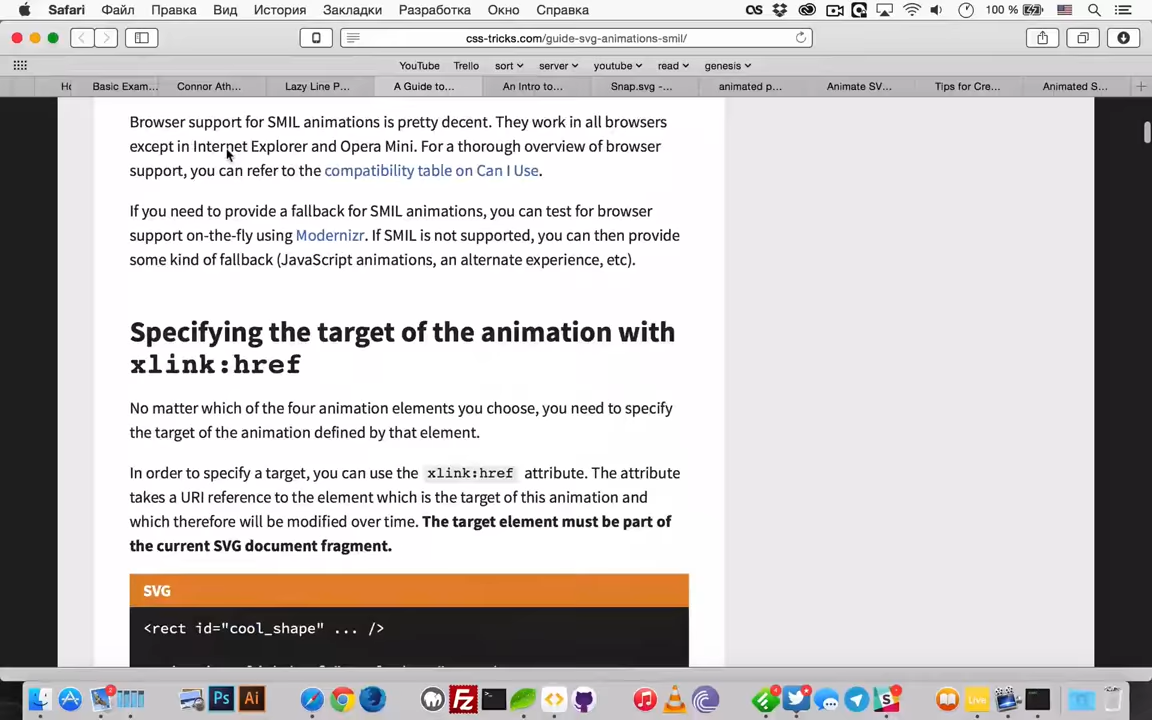 Safari Файл Правка Вид История Закладки Разработка Окно Справка 100 %
css-tricks.com/guide-svg-animations-smil/
YouTube Trello sort server youtube read genesis
Ho Basic Exam... Connor Ath... Lazy Line P... A Guide to... An Intro to... Snap.svg -... animated p... Animate SV... Tips for Cre... Animated S...
Browser support for SMIL animations is pretty decent. They work in all browsers
except in Internet Explorer and Opera Mini. For a thorough overview of browser
support, you can refer to the compatibility table on Can I Use.
If you need to provide a fallback for SMIL animations, you can test for browser
support on-the-fly using Modernizr. If SMIL is not supported, you can then provide
some kind of fallback (JavaScript animations, an alternate experience, etc).
Specifying the target of the animation with
xlink:href
No matter which of the four animation elements you choose, you need to specify
the target of the animation defined by that element.
In order to specify a target, you can use the xlink:href attribute. The attribute
takes a URI reference to the element which is the target of this animation and
which therefore will be modified over time. The target element must be part of
the current SVG document fragment.
SVG
<rect id="cool_shape" ... />
Ps Ai Fz LIVE